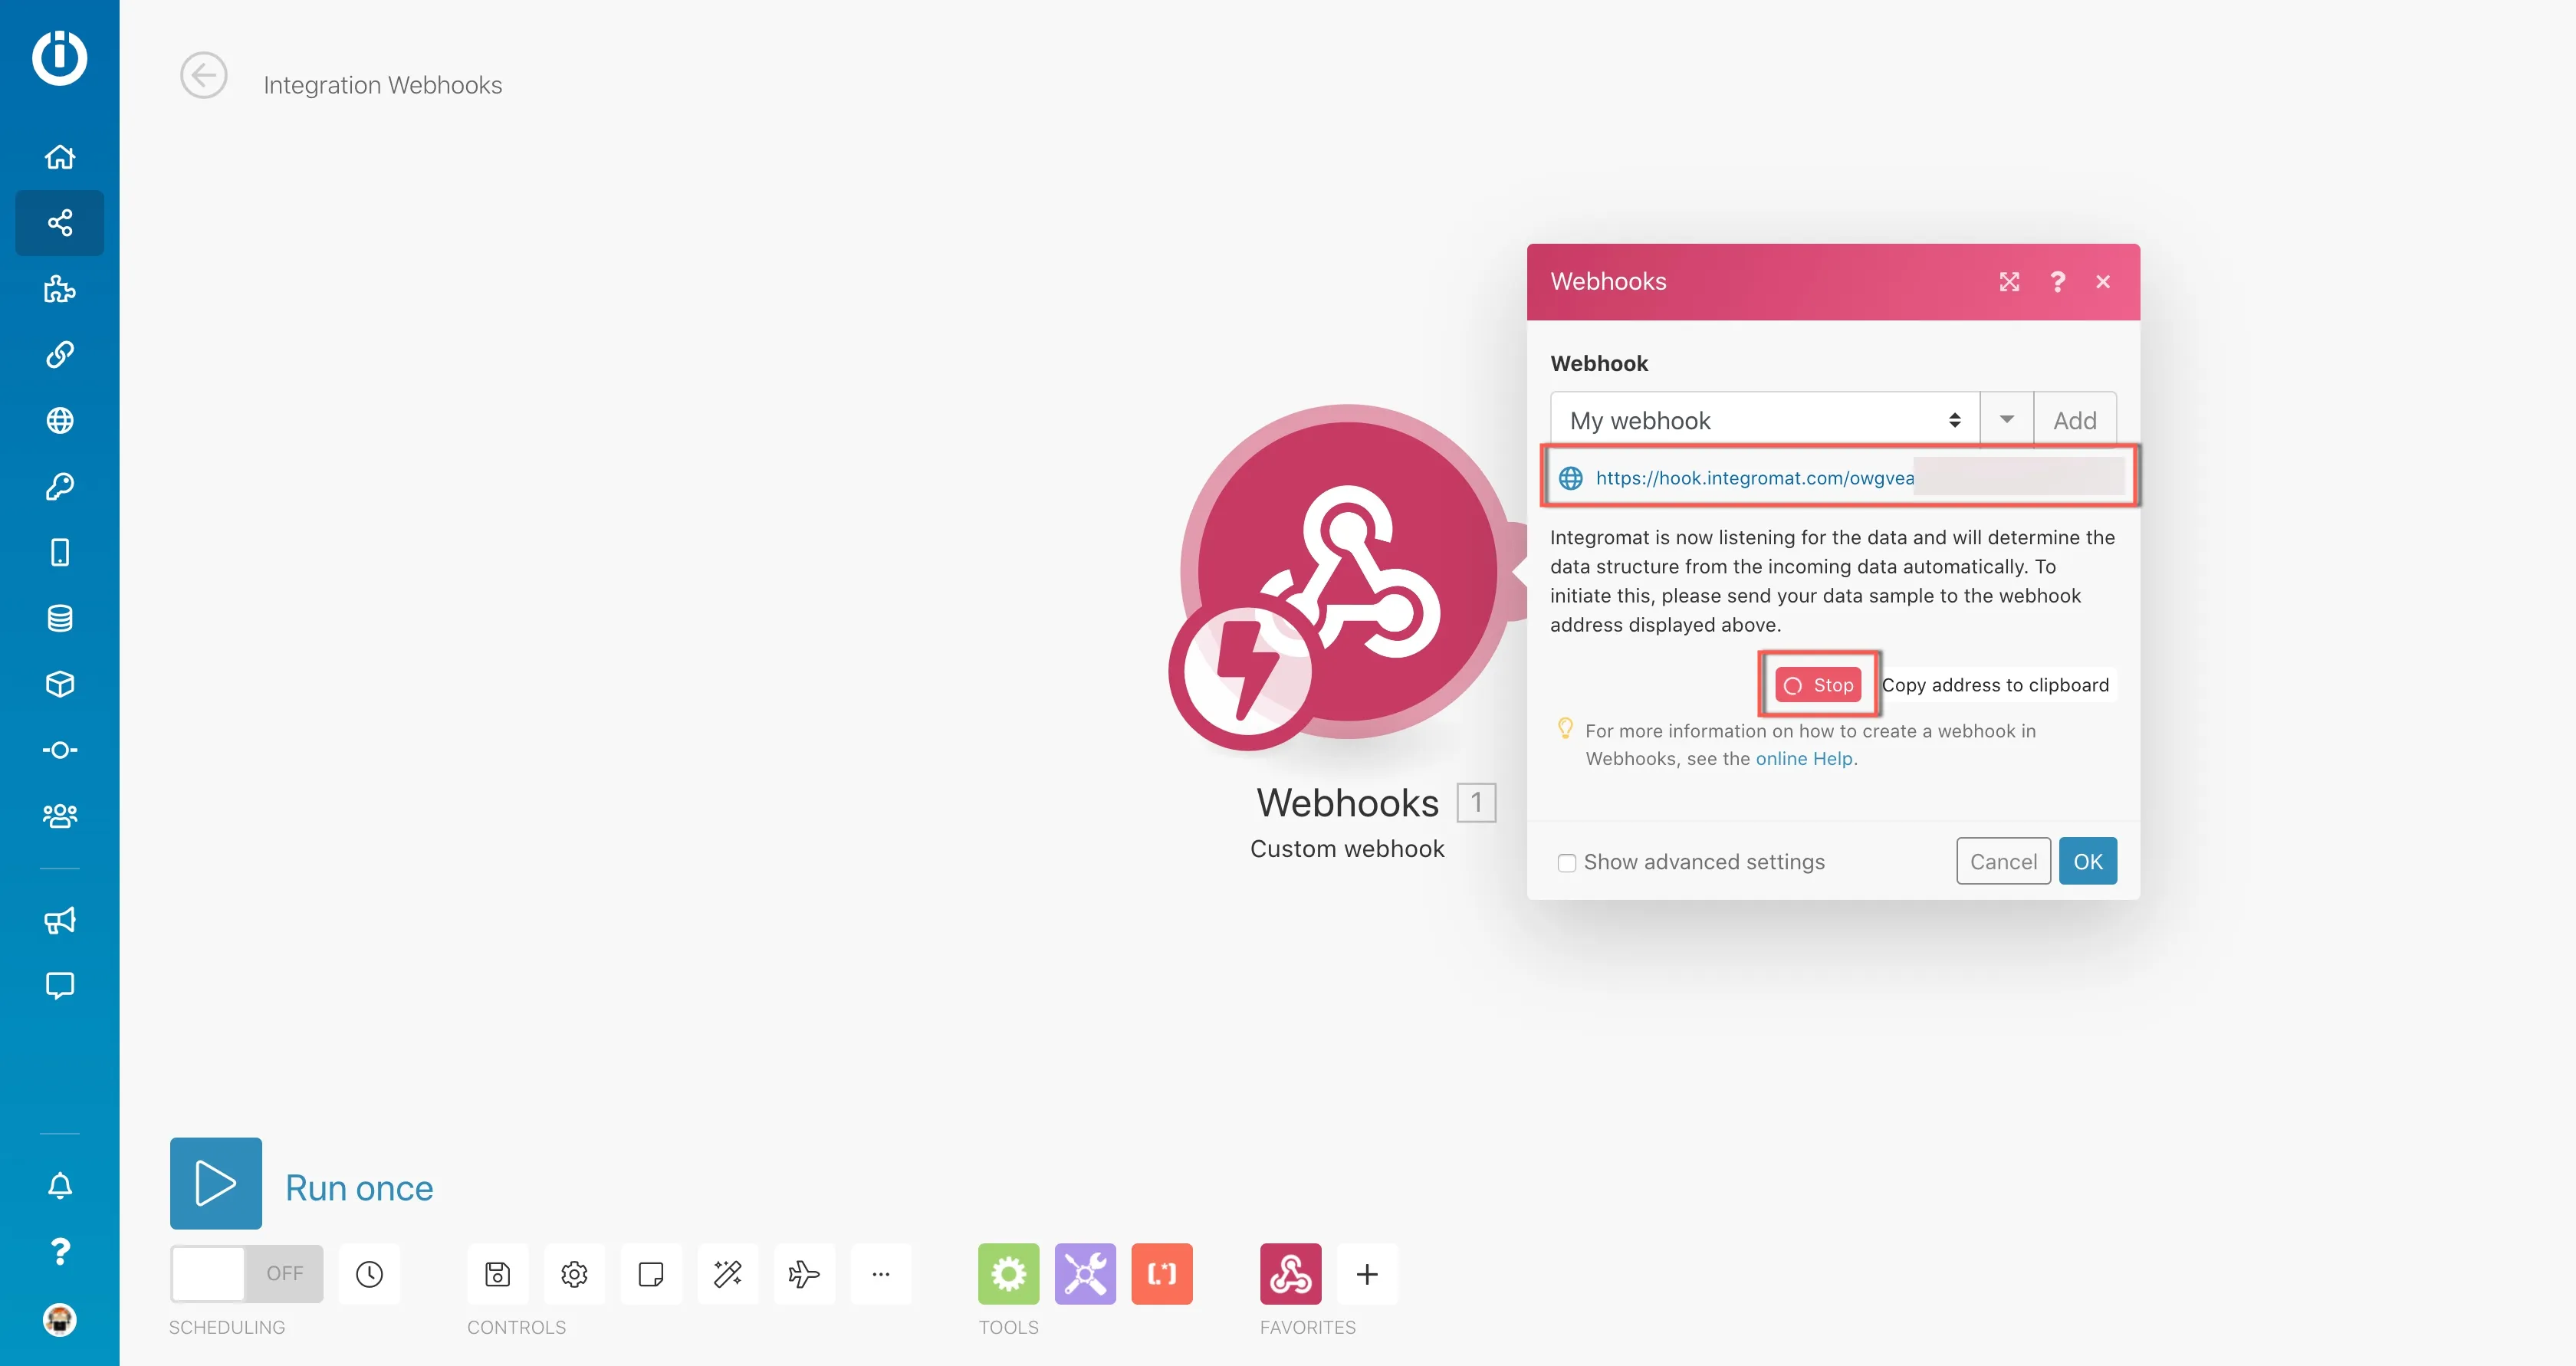 Integration Webhooks
Webhooks
?
Webhook
My webhook
Add
https://hook.integromat.com/owgvea
Integromat is now listening for the data and will determine the
data structure from the incoming data automatically. To
initiate this, please send your data sample to the webhook
address displayed above.
Stop
Copy address to clipboard
For more information on how to create a webhook in
Webhooks, see the online Help.
Show advanced settings
Cancel
OK
Webhooks 1
Custom webhook
Run once
OFF
SCHEDULING
CONTROLS
TOOLS
FAVORITES
?